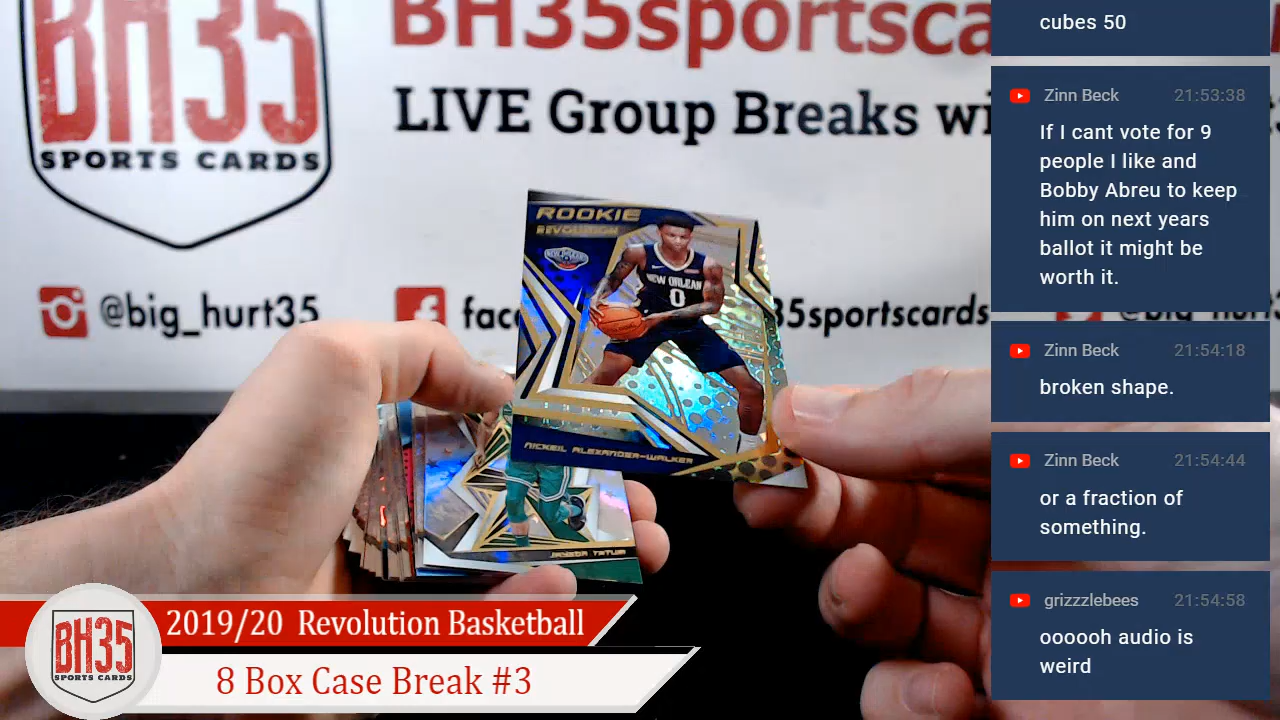 BH35
SPORTS CARDS
BH35sportsca
LIVE Group Breaks wi
@big_hurt35
face
35sportscards
@big_hurt3
ROOKIE
REVOLUTION
NEW ORLEANS
NEW ORLEAN
0
NICKEIL ALEXANDER-WALKER
JAYSON TATUM
BH35
SPORTS CARDS
2019/20 Revolution Basketball
8 Box Case Break #3
cubes 50
Zinn Beck 21:53:38
If I cant vote for 9
people I like and
Bobby Abreu to keep
him on next years
ballot it might be
worth it.
Zinn Beck 21:54:18
broken shape.
Zinn Beck 21:54:44
or a fraction of
something.
grizzzlebees 21:54:58
oooooh audio is
weird